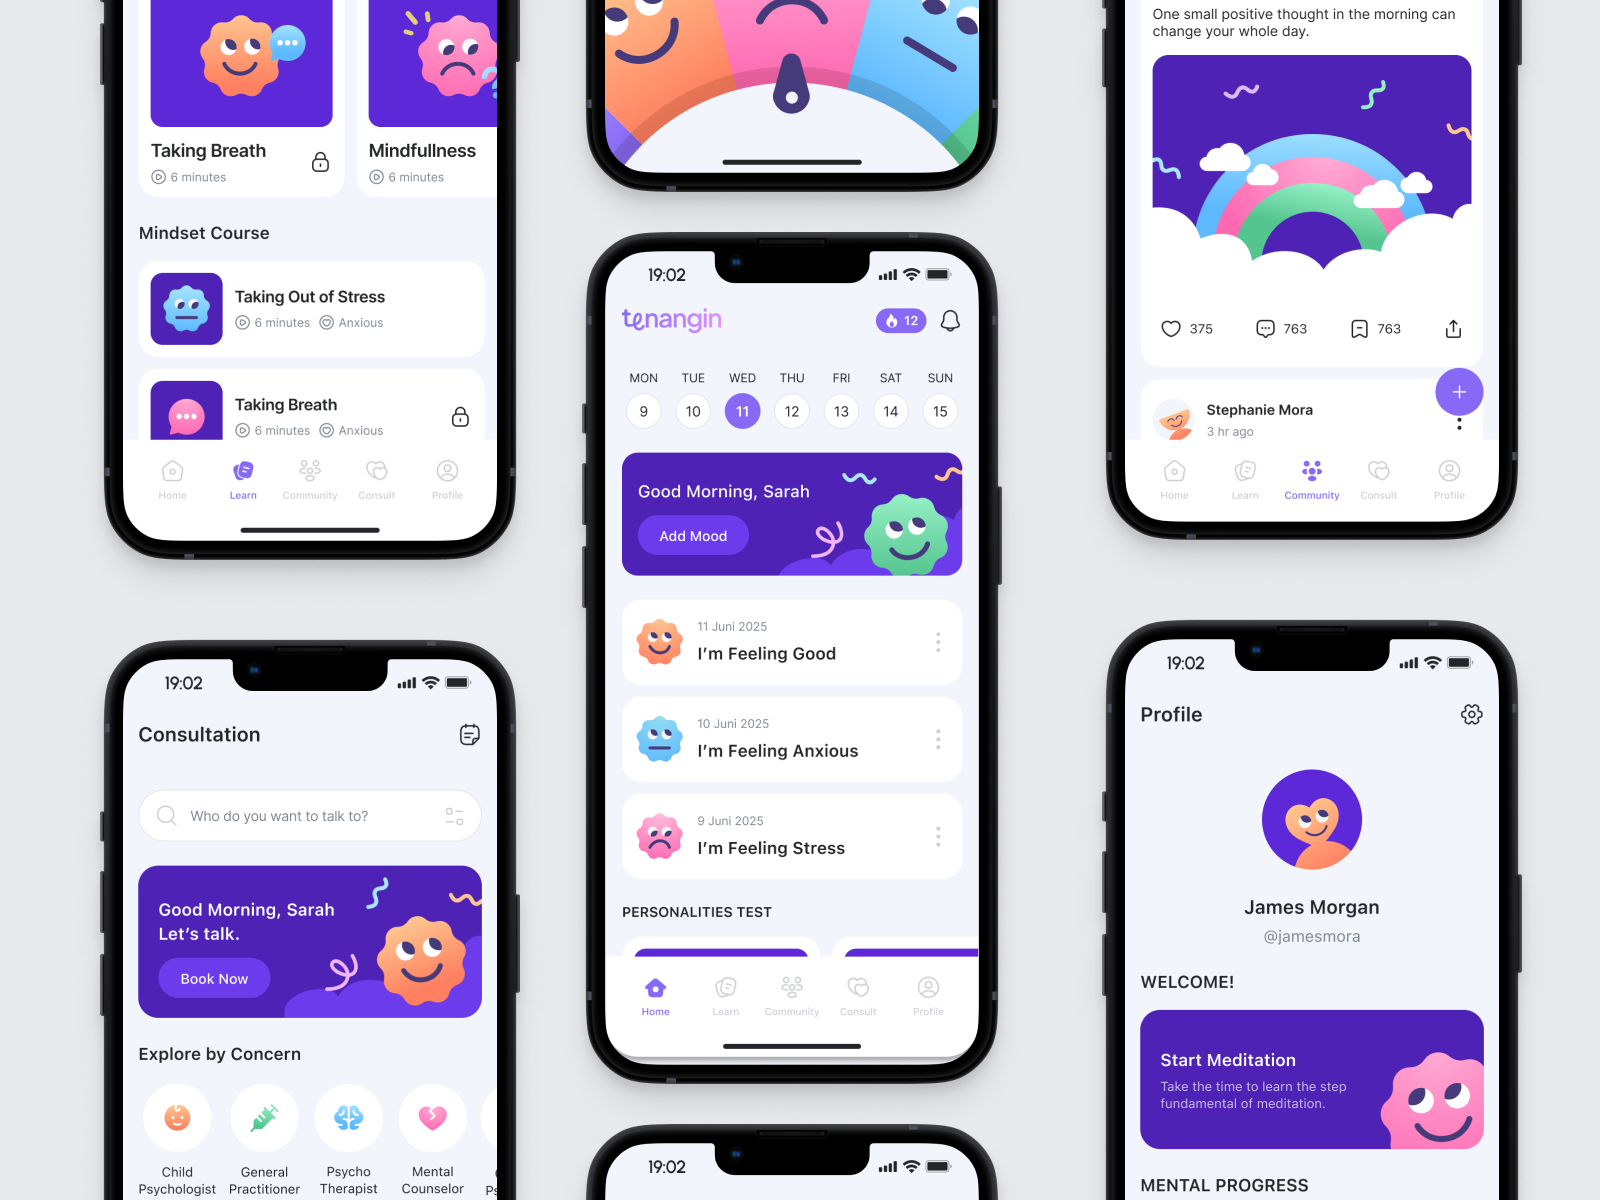 Taking Breath
6 minutes
Mindfullness
6 minutes
Mindset Course
Taking Out of Stress
6 minutes
Anxious
Taking Breath
6 minutes
Anxious
Home
Learn
Community
Consult
Profile
19:02
Consultation
Who do you want to talk to?
Good Morning, Sarah
Let's talk.
Book Now
Explore by Concern
Child
Psychologist
General
Practitioner
Psycho
Therapist
Mental
Counselor
Ps
19:02
tenangin
12
MON
TUE
WED
THU
FRI
SAT
SUN
9
10
11
12
13
14
15
Good Morning, Sarah
Add Mood
11 Juni 2025
I'm Feeling Good
10 Juni 2025
I'm Feeling Anxious
9 Juni 2025
I'm Feeling Stress
PERSONALITIES TEST
Home
Learn
Community
Consult
Profile
19:02
One small positive thought in the morning can
change your whole day.
375
763
763
Stephanie Mora
3 hr ago
Home
Learn
Community
Consult
Profile
19:02
Profile
James Morgan
@jamesmora
WELCOME!
Start Meditation
Take the time to learn the step
fundamental of meditation.
MENTAL PROGRESS